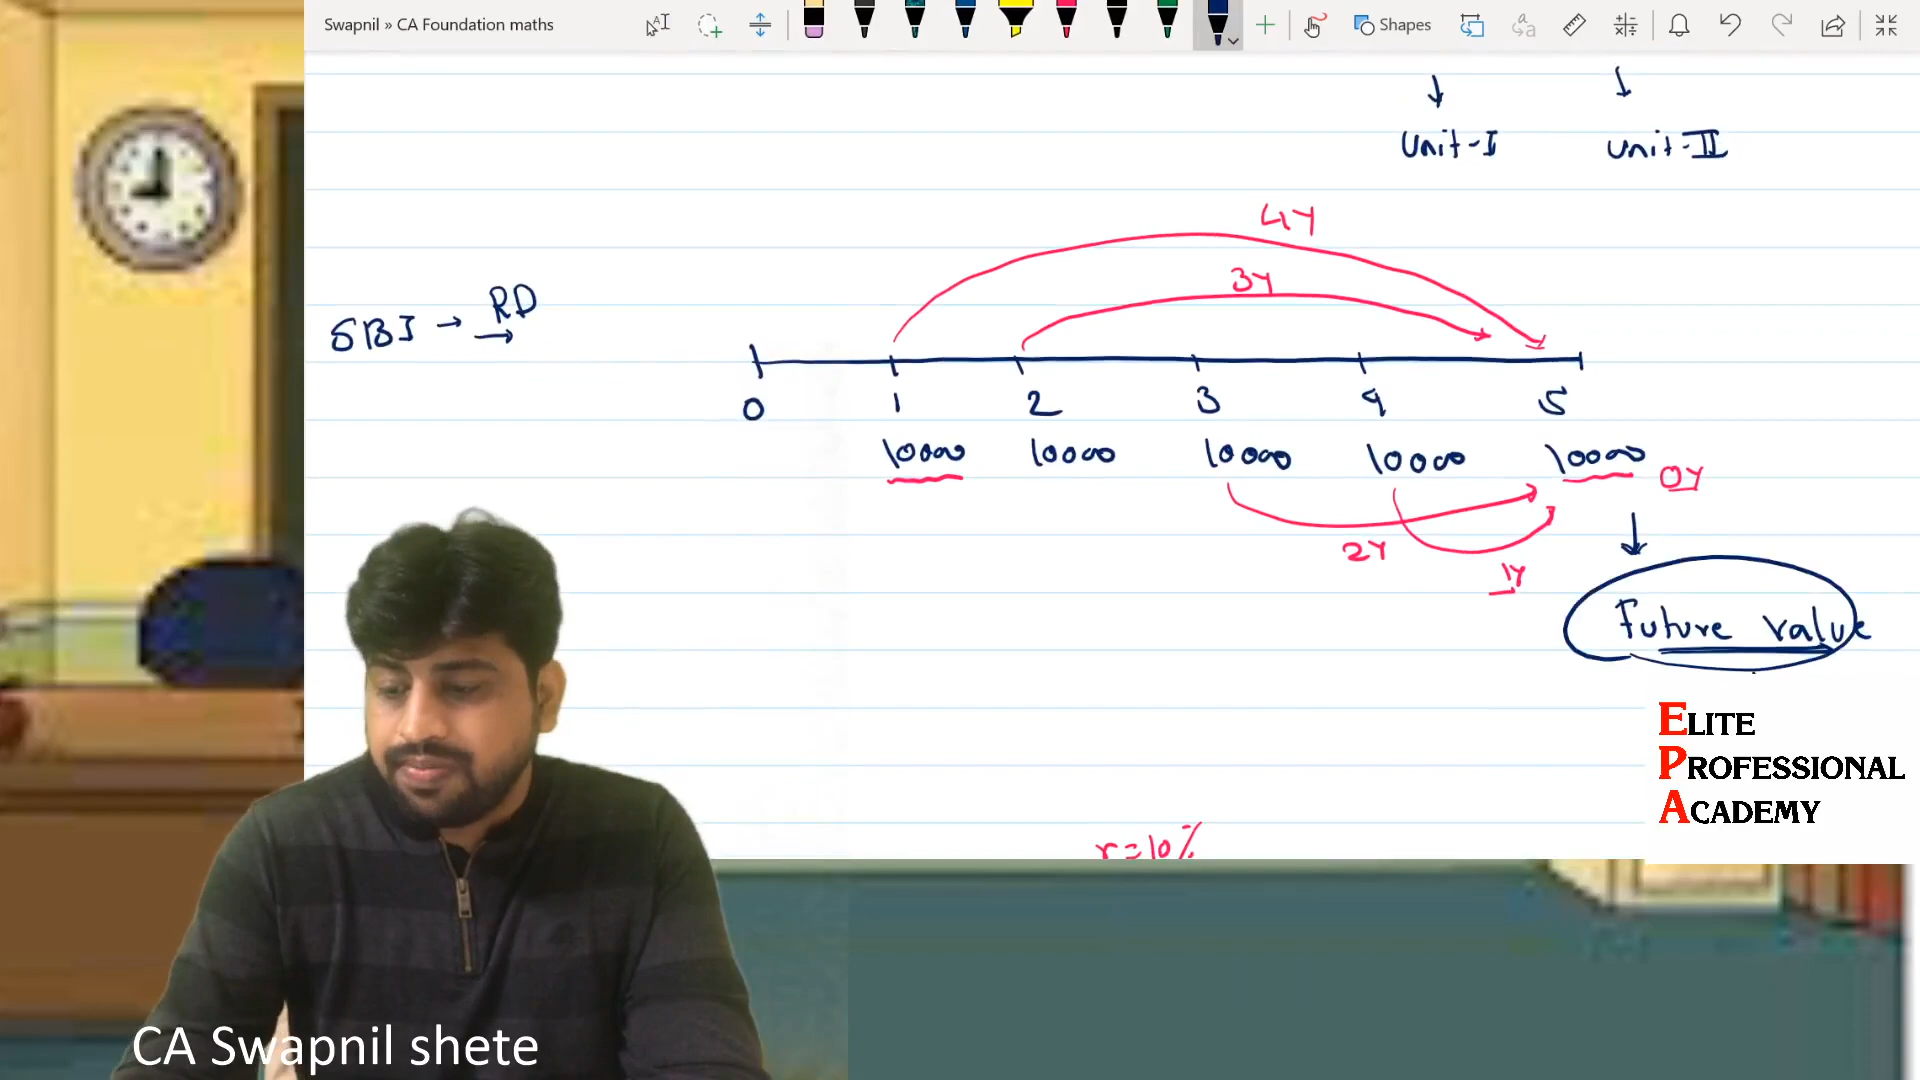 Swapnil » CA Foundation maths
Shapes
Unit-I
Unit-II
4Y
3Y
SBI → RD
0 1 2 3 4 5
10000 10000 10000 10000 10000 0Y
2Y
1Y
Future value
ELITE
PROFESSIONAL
ACADEMY
r=10%
CA Swapnil shete